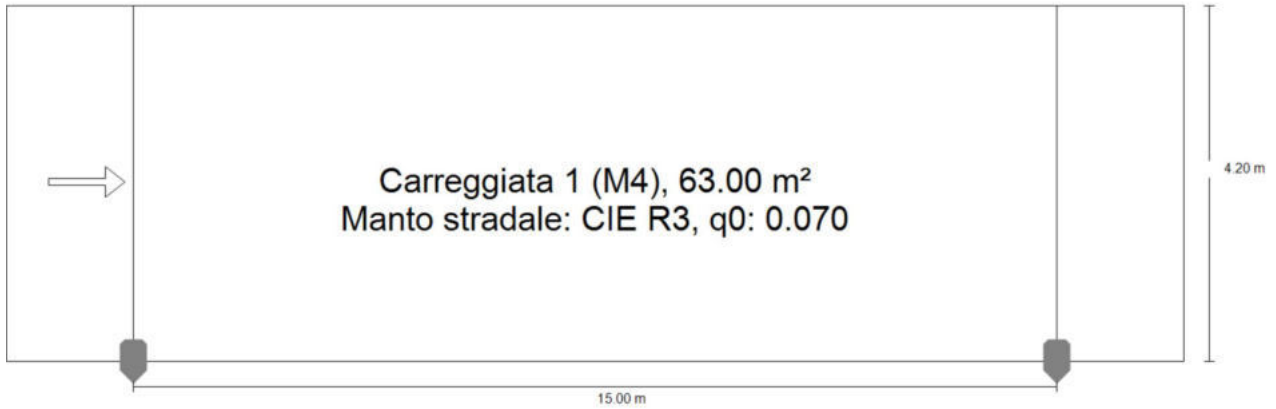 Carreggiata 1 (M4), 63.00 m²
Manto stradale: CIE R3, q0: 0.070
4.20 m
15.00 m